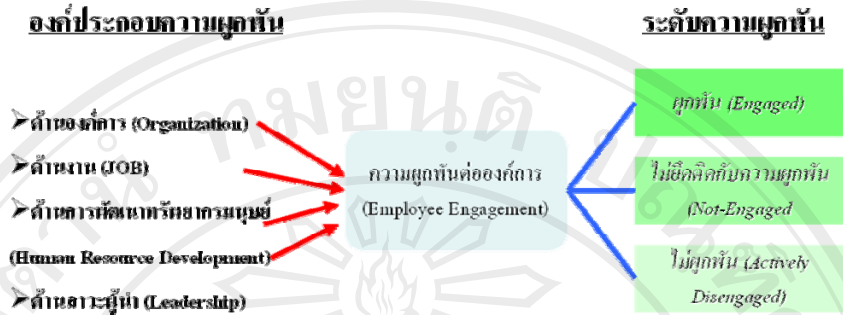 องค์ประกอบความผูกพัน
➢ด้านองค์การ (Organization)
➢ด้านงาน (JOB)
➢ด้านการพัฒนาทรัพยากรมนุษย์
(Human Resource Development)
➢ด้านภาวะผู้นำ (Leadership)
ความผูกพันต่อองค์การ
(Employee Engagement)
ระดับความผูกพัน
ผูกพัน (Engaged)
ไม่ยึดติดกับความผูกพัน
(Not-Engaged
ไม่ผูกพัน (Actively
Disengaged)